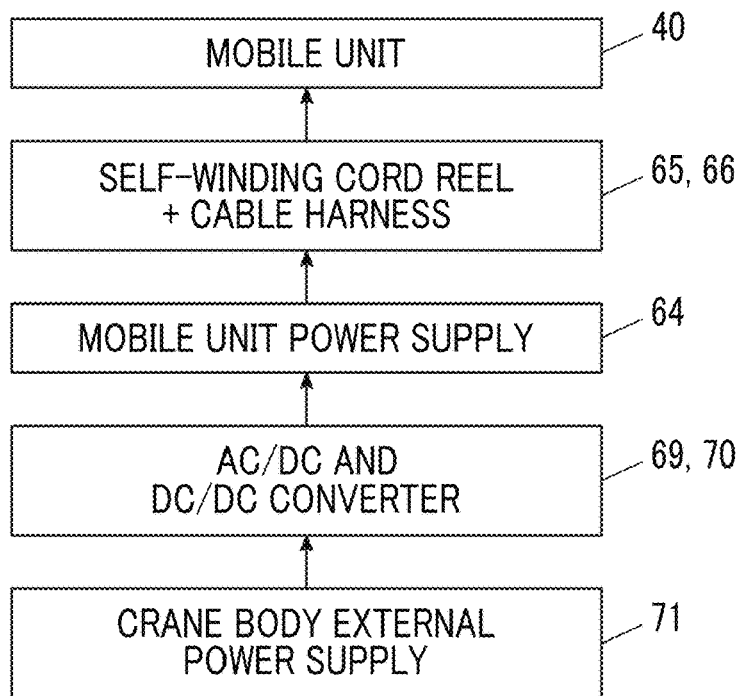 MOBILE UNIT
40
SELF-WINDING CORD REEL
+ CABLE HARNESS
65, 66
MOBILE UNIT POWER SUPPLY
64
AC/DC AND
DC/DC CONVERTER
69, 70
CRANE BODY EXTERNAL
POWER SUPPLY
71